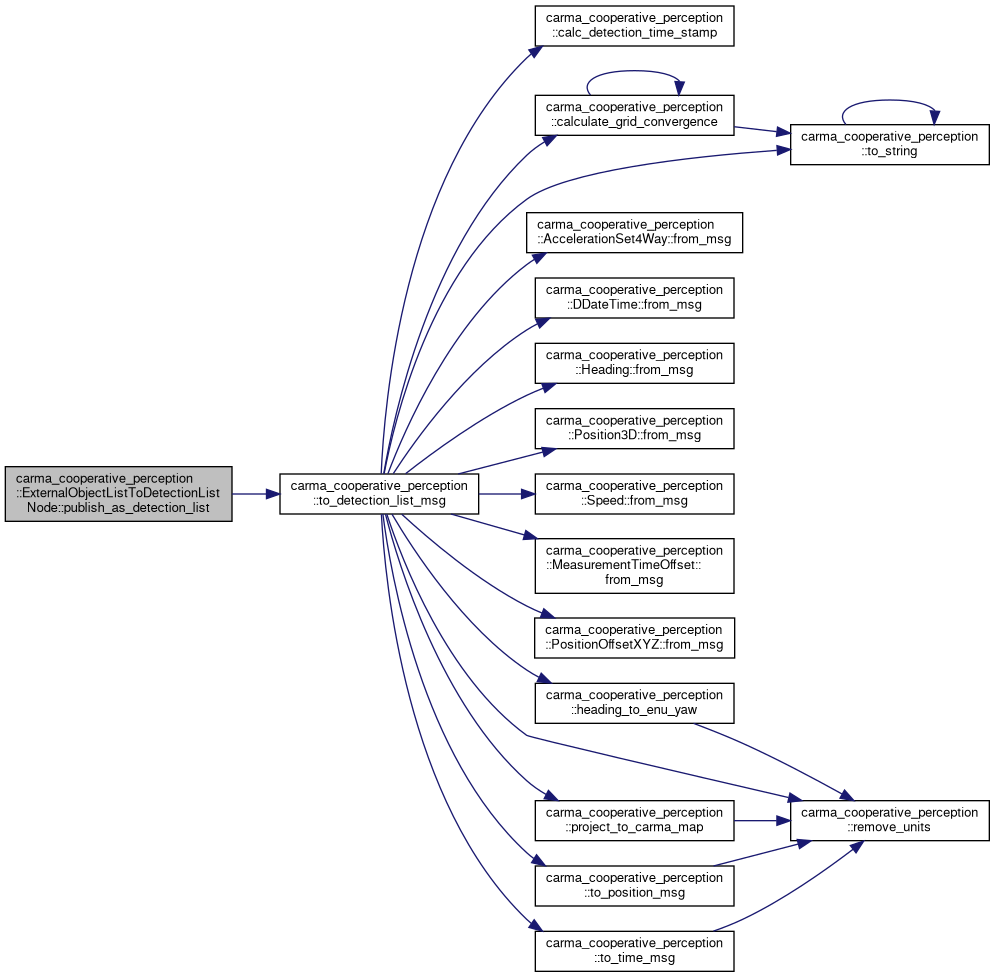 carma_cooperative_perception
::calc_detection_time_stamp
carma_cooperative_perception
::calculate_grid_convergence
carma_cooperative_perception
::to_string
carma_cooperative_perception
::AccelerationSet4Way::from_msg
carma_cooperative_perception
::DDateTime::from_msg
carma_cooperative_perception
::Heading::from_msg
carma_cooperative_perception
::Position3D::from_msg
carma_cooperative_perception
::ExternalObjectListToDetectionList
Node::publish_as_detection_list
carma_cooperative_perception
::to_detection_list_msg
carma_cooperative_perception
::Speed::from_msg
carma_cooperative_perception
::MeasurementTimeOffset::
from_msg
carma_cooperative_perception
::PositionOffsetXYZ::from_msg
carma_cooperative_perception
::heading_to_enu_yaw
carma_cooperative_perception
::project_to_carma_map
carma_cooperative_perception
::remove_units
carma_cooperative_perception
::to_position_msg
carma_cooperative_perception
::to_time_msg